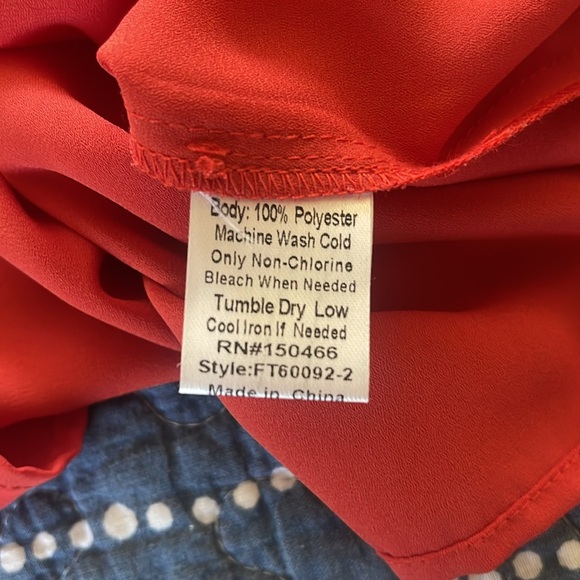 Body: 100% Polyester
Machine Wash Cold
Only Non-Chlorine
Bleach When Needed
Tumble Dry Low
Cool Iron If Needed
RN#150466
Style:FT60092-2
Made in China